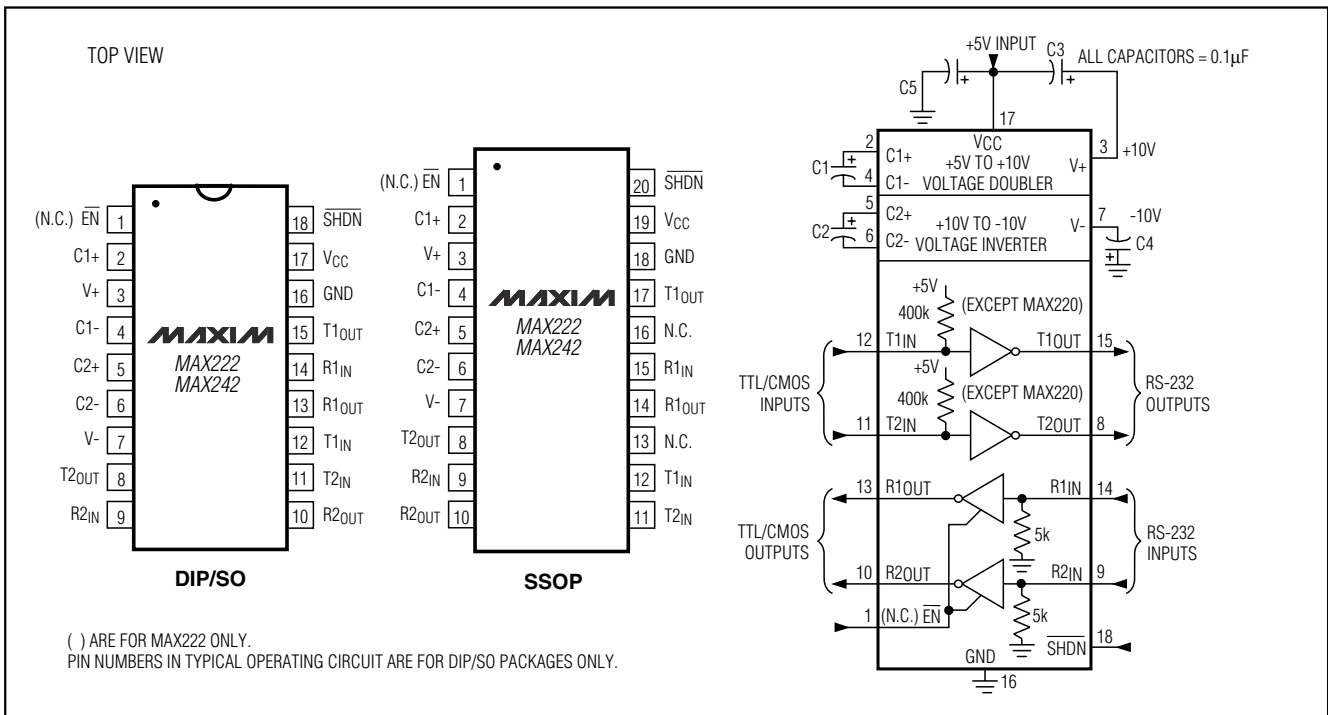 TOP VIEW
(N.C.) EN 1
C1+ 2
V+ 3
C1- 4
C2+ 5
C2- 6
V- 7
T2OUT 8
R2IN 9
18 SHDN
17 VCC
16 GND
15 T1OUT
14 R1IN
13 R1OUT
12 T1IN
11 T2IN
10 R2OUT
MAXIM
MAX222
MAX242
DIP/SO
(N.C.) EN 1
C1+ 2
V+ 3
C1- 4
C2+ 5
C2- 6
V- 7
T2OUT 8
R2IN 9
R2OUT 10
20 SHDN
19 VCC
18 GND
17 T1OUT
16 N.C.
15 R1IN
14 R1OUT
13 N.C.
12 T1IN
11 T2IN
MAXIM
MAX222
MAX242
SSOP
( ) ARE FOR MAX222 ONLY.
PIN NUMBERS IN TYPICAL OPERATING CIRCUIT ARE FOR DIP/SO PACKAGES ONLY.
+5V INPUT
C3
ALL CAPACITORS = 0.1µF
C5
+
+
17
VCC
2
C1+
+5V TO +10V
VOLTAGE DOUBLER
C1
+
4
C1-
V+
3
+10V
5
C2+
+10V TO -10V
VOLTAGE INVERTER
C2
+
6
C2-
V-
7
-10V
C4
+
+5V
400k
(EXCEPT MAX220)
12
T1IN
T1OUT
15
+5V
400k
(EXCEPT MAX220)
TTL/CMOS
INPUTS
RS-232
OUTPUTS
11
T2IN
T2OUT
8
13
R1OUT
R1IN
14
5k
TTL/CMOS
OUTPUTS
RS-232
INPUTS
10
R2OUT
R2IN
9
5k
1
(N.C.) EN
SHDN
18
GND
16